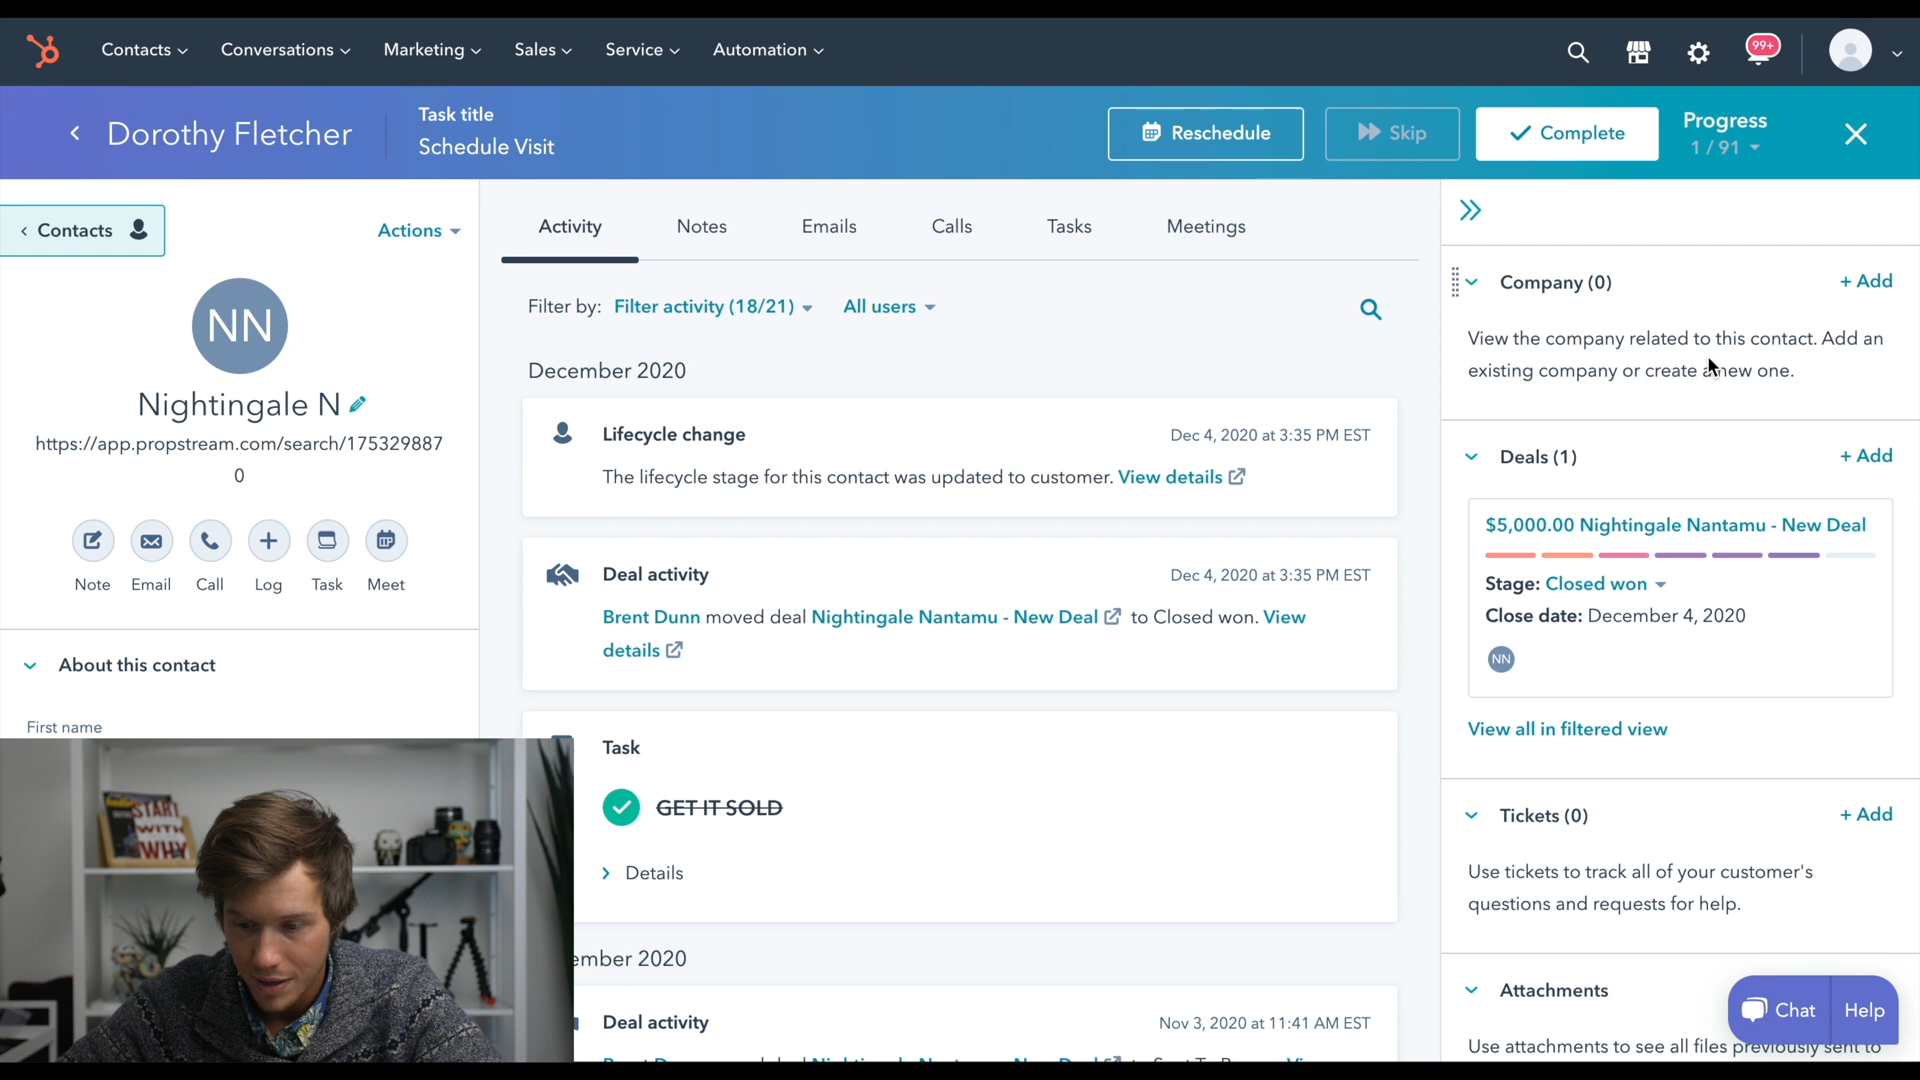 Contacts
Conversations
Marketing
Sales
Service
Automation
99+
Dorothy Fletcher
Task title
Schedule Visit
Reschedule
Skip
Complete
Progress
1 / 91
Contacts
Actions
NN
Nightingale N
https://app.propstream.com/search/175329887
0
Note
Email
Call
Log
Task
Meet
About this contact
First name
START
WITH
WHY
Activity
Notes
Emails
Calls
Tasks
Meetings
Filter by: Filter activity (18/21) All users
December 2020
Lifecycle change
Dec 4, 2020 at 3:35 PM EST
The lifecycle stage for this contact was updated to customer. View details
Deal activity
Dec 4, 2020 at 3:35 PM EST
Brent Dunn moved deal Nightingale Nantamu - New Deal to Closed won. View
details
Task
GET IT SOLD
Details
ember 2020
Deal activity
Nov 3, 2020 at 11:41 AM EST
Company (0)
+ Add
View the company related to this contact. Add an
existing company or create a new one.
Deals (1)
+ Add
$5,000.00 Nightingale Nantamu - New Deal
Stage: Closed won
Close date: December 4, 2020
NN
View all in filtered view
Tickets (0)
+ Add
Use tickets to track all of your customer's
questions and requests for help.
Attachments
Use attachments to see all files previously sent to
Chat
Help